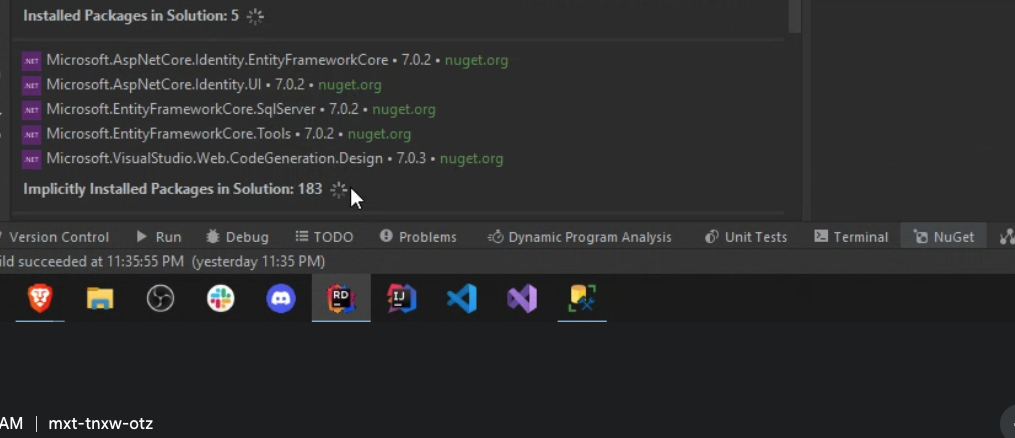 Installed Packages in Solution: 5
.NET Microsoft.AspNetCore.Identity.EntityFrameworkCore • 7.0.2 • nuget.org
.NET Microsoft.AspNetCore.Identity.UI • 7.0.2 • nuget.org
.NET Microsoft.EntityFrameworkCore.SqlServer • 7.0.2 • nuget.org
.NET Microsoft.EntityFrameworkCore.Tools • 7.0.2 • nuget.org
.NET Microsoft.VisualStudio.Web.CodeGeneration.Design • 7.0.3 • nuget.org
Implicitly Installed Packages in Solution: 183
Version Control Run Debug TODO Problems Dynamic Program Analysis Unit Tests Terminal NuGet
ild succeeded at 11:35:55 PM (yesterday 11:35 PM)
RD IJ
AM | mxt-tnxw-otz